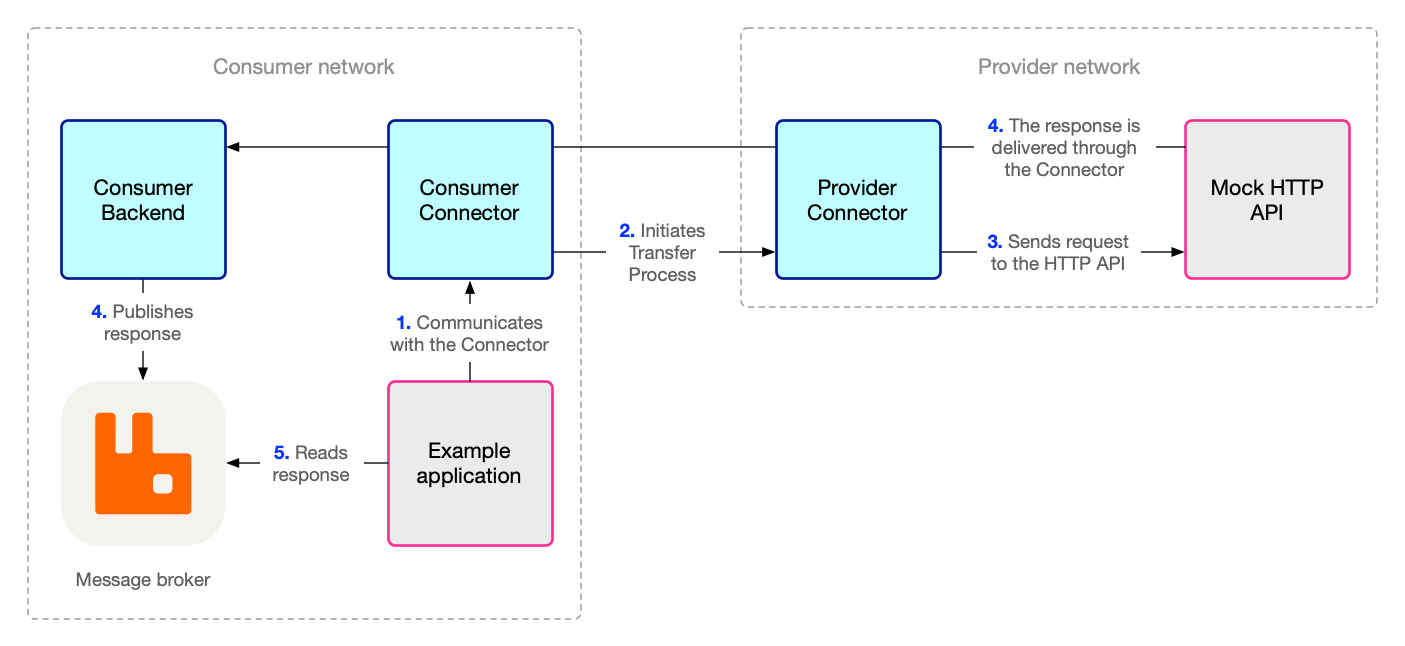 Consumer network
Provider network
Consumer
Backend
Consumer
Connector
Provider
Connector
4. The response is
delivered through
the Connector
Mock HTTP
API
2. Initiates
Transfer
Process
3. Sends request
to the HTTP API
4. Publishes
response
1. Communicates
with the Connector
5. Reads
response
Example
application
Message broker